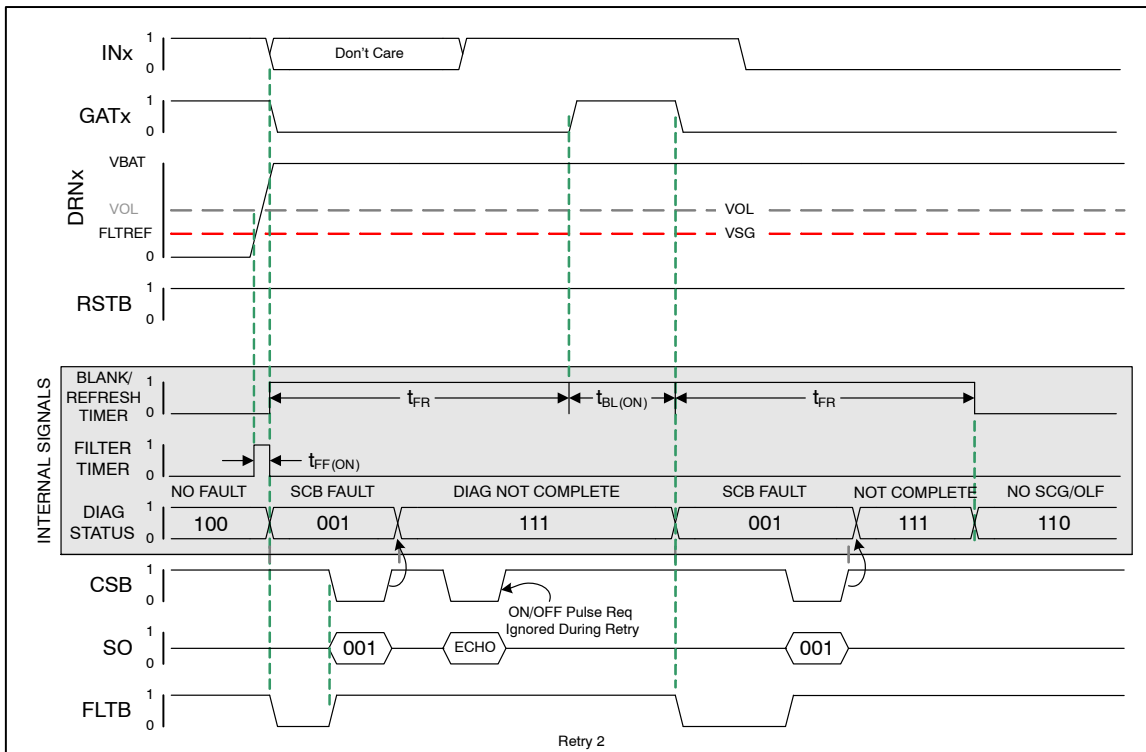 INx
1
0
Don't Care
GATx
1
0
DRNx
VBAT
VOL
FLTREF
0
VOL
VSG
RSTB
1
0
INTERNAL SIGNALS
BLANK/
REFRESH
TIMER
1
0
tFR
tBL(ON)
tFR
FILTER
TIMER
1
0
tFF(ON)
NO FAULT
SCB FAULT
DIAG NOT COMPLETE
SCB FAULT
NOT COMPLETE
NO SCG/OLF
DIAG
STATUS
1
0
100
001
111
001
111
110
CSB
1
0
ON/OFF Pulse Req
Ignored During Retry
SO
1
0
001
ECHO
001
FLTB
1
0
Retry 2